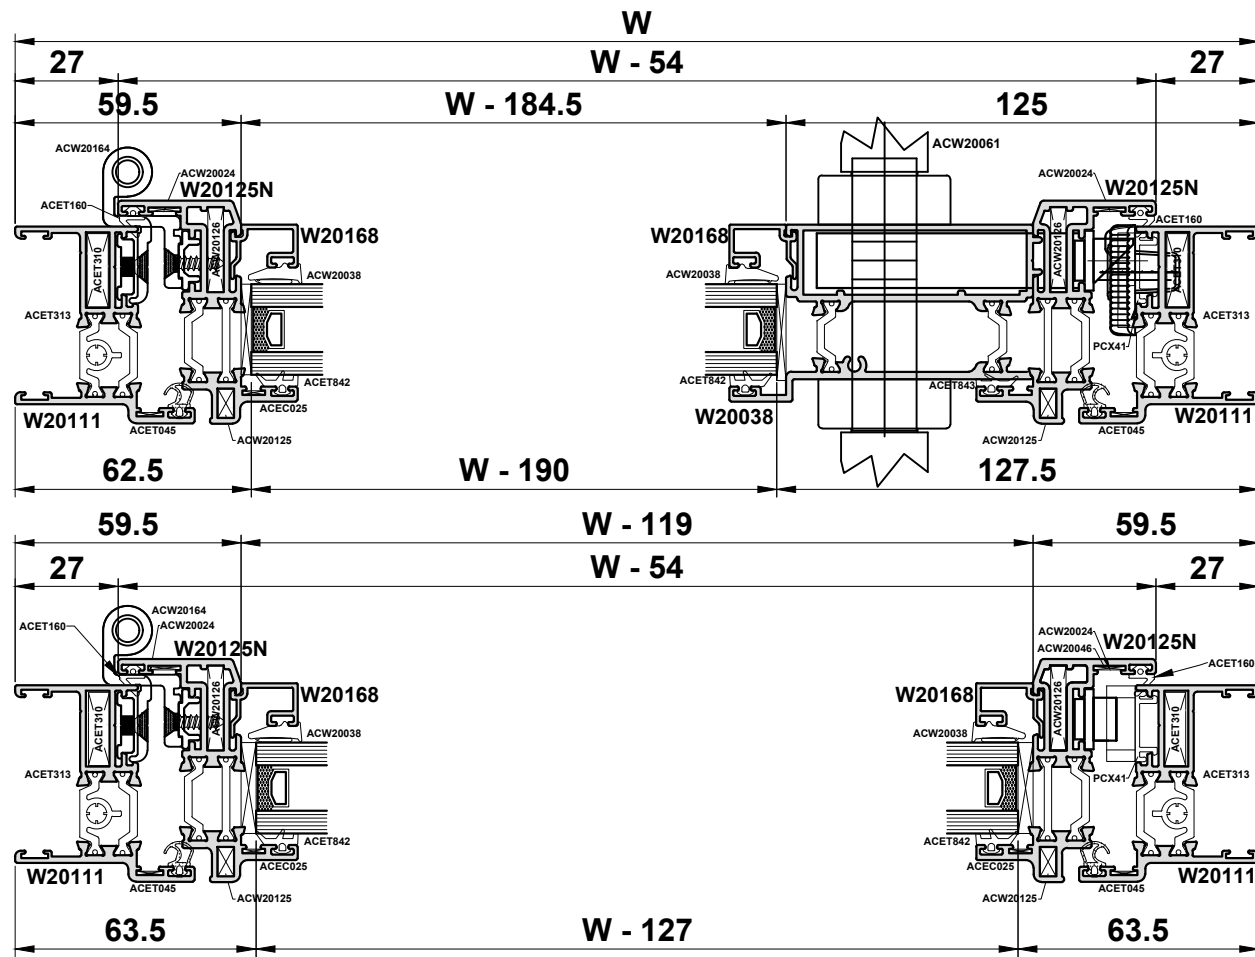 W
27 W - 54 27
59.5 W - 184.5 125
ACW20164 ACW20024 W20125N ACW20061 ACW20024 W20125N
ACET160 ACET160
ACW20126 W20168 W20168 ACW20126
ACET310 ACW20038 ACW20038 ACET310
ACET313 ACET313
PCX41
ACET842 ACET842 ACET843
W20111 ACEC025 W20038 W20111
ACET045 ACW20125 ACW20125 ACET045
62.5 W - 190 127.5
59.5 W - 119 59.5
27 W - 54 27
ACW20164
ACET160 ACW20024 W20125N ACW20024 W20125N
ACW20046 ACET160
ACW20126 W20168 W20168 ACW20126
ACET310 ACW20038 ACW20038 ACET310
ACET313 PCX41 ACET313
ACET842 ACET842
W20111 ACEC025 ACEC025 W20111
ACET045 ACW20125 ACW20125 ACET045
63.5 W - 127 63.5